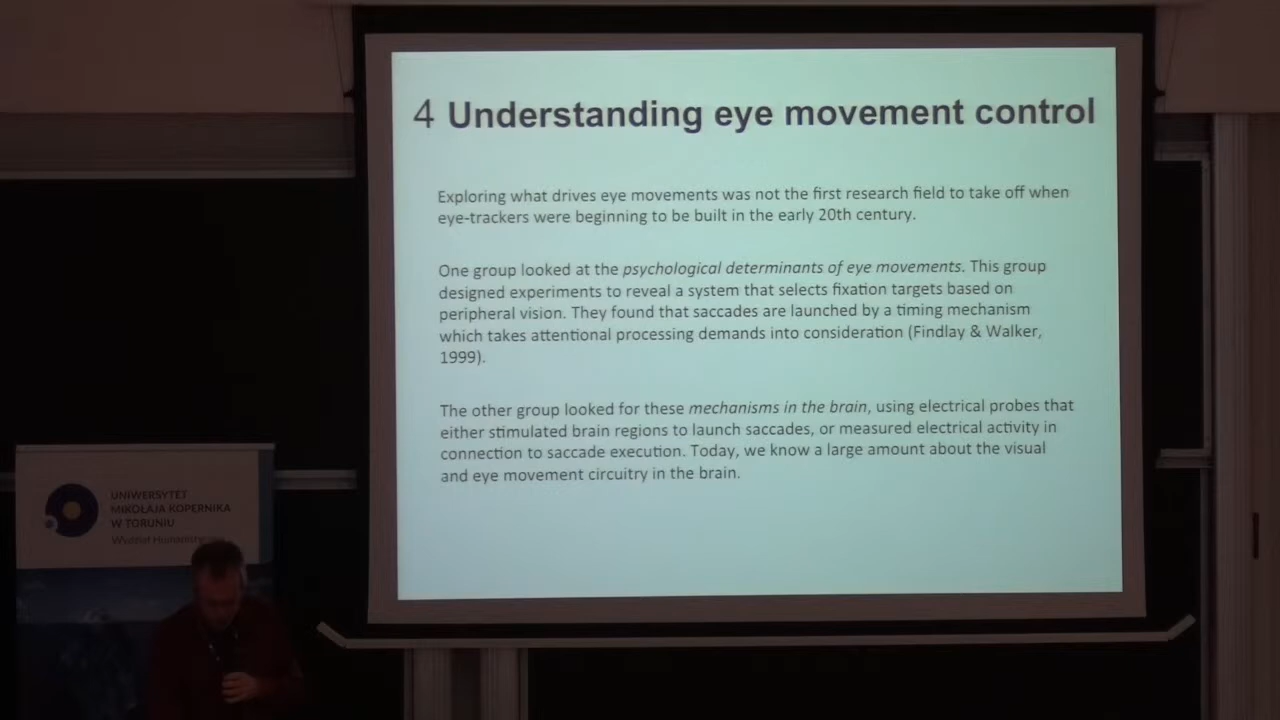 4 Understanding eye movement control
Exploring what drives eye movements was not the first research field to take off when
eye-trackers were beginning to be built in the early 20th century.
One group looked at the psychological determinants of eye movements. This group
designed experiments to reveal a system that selects fixation targets based on
peripheral vision. They found that saccades are launched by a timing mechanism
which takes attentional processing demands into consideration (Findlay & Walker,
1999).
The other group looked for these mechanisms in the brain, using electrical probes that
either stimulated brain regions to launch saccades, or measured electrical activity in
connection to saccade execution. Today, we know a large amount about the visual
and eye movement circuitry in the brain.
UNIWERSYTET
MIKOŁAJA KOPERNIKA
W TORUNIU
Wydział